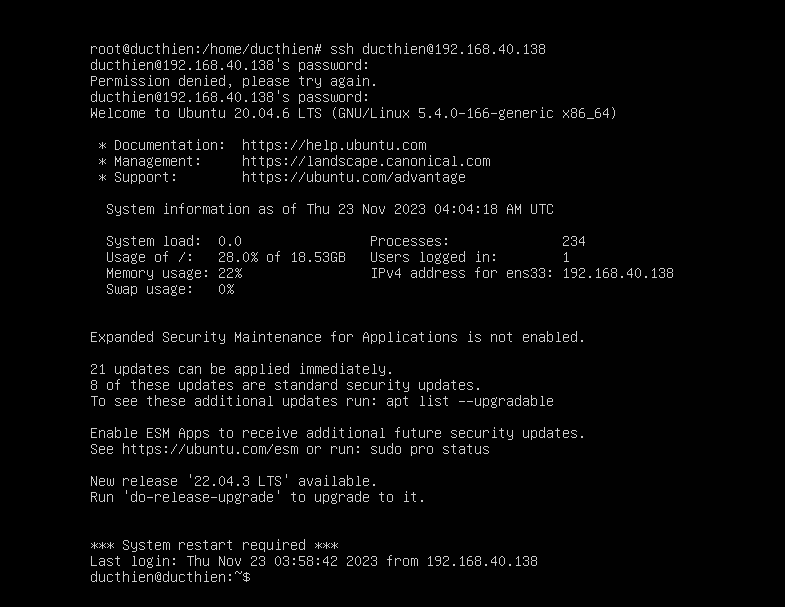 root@ducthien:/home/ducthien# ssh ducthien@192.168.40.138
ducthien@192.168.40.138's password:
Permission denied, please try again.
ducthien@192.168.40.138's password:
Welcome to Ubuntu 20.04.6 LTS (GNU/Linux 5.4.0-166-generic x86_64)
* Documentation:  https://help.ubuntu.com
* Management:     https://landscape.canonical.com
* Support:        https://ubuntu.com/advantage
System information as of Thu 23 Nov 2023 04:04:18 AM UTC
System load:  0.0                Processes:              234
Usage of /:   28.0% of 18.53GB   Users logged in:        1
Memory usage: 22%                IPv4 address for ens33: 192.168.40.138
Swap usage:   0%
Expanded Security Maintenance for Applications is not enabled.
21 updates can be applied immediately.
8 of these updates are standard security updates.
To see these additional updates run: apt list --upgradable
Enable ESM Apps to receive additional future security updates.
See https://ubuntu.com/esm or run: sudo pro status
New release '22.04.3 LTS' available.
Run 'do-release-upgrade' to upgrade to it.
*** System restart required ***
Last login: Thu Nov 23 03:58:42 2023 from 192.168.40.138
ducthien@ducthien:~$